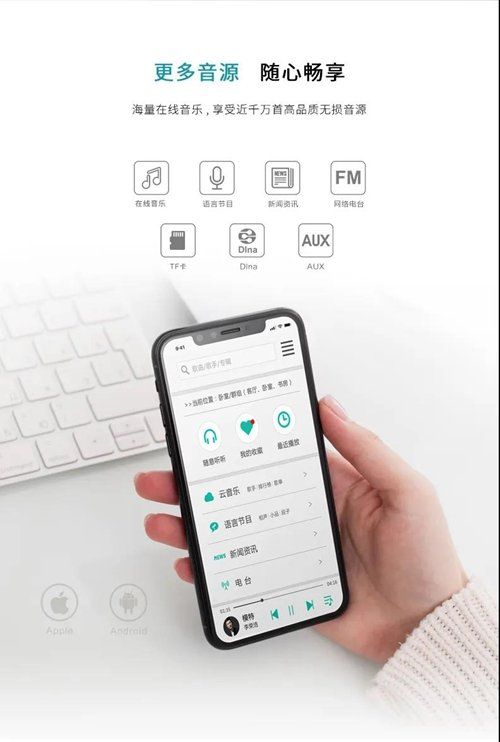 更多音源 随心畅享
海量在线音乐，享受近千万首高品质无损音源
在线音乐
语言节目
NEWS
新闻资讯
FM
网络电台
TF卡
Dlna
Dlna
AUX
AUX
9:41
歌曲/歌手/专辑
>>当前位置：卧室/群组（客厅、卧室、书房）
随意听听
我的收藏
最近播放
云音乐 歌手|排行榜|歌单
语言节目 相声|小品|段子
NEWS 新闻资讯
电台
01:35
04:16
模特
李荣浩
Apple
Android